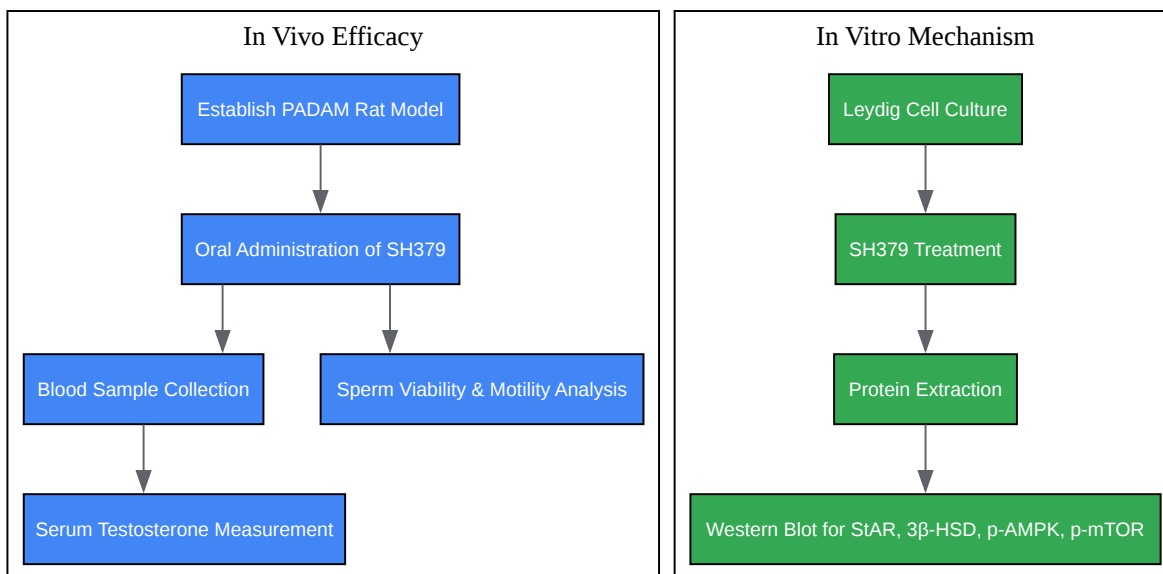 In Vivo Efficacy
Establish PADAM Rat Model
Oral Administration of SH379
Blood Sample Collection
Sperm Viability & Motility Analysis
Serum Testosterone Measurement
In Vitro Mechanism
Leydig Cell Culture
SH379 Treatment
Protein Extraction
Western Blot for StAR, 3β-HSD, p-AMPK, p-mTOR